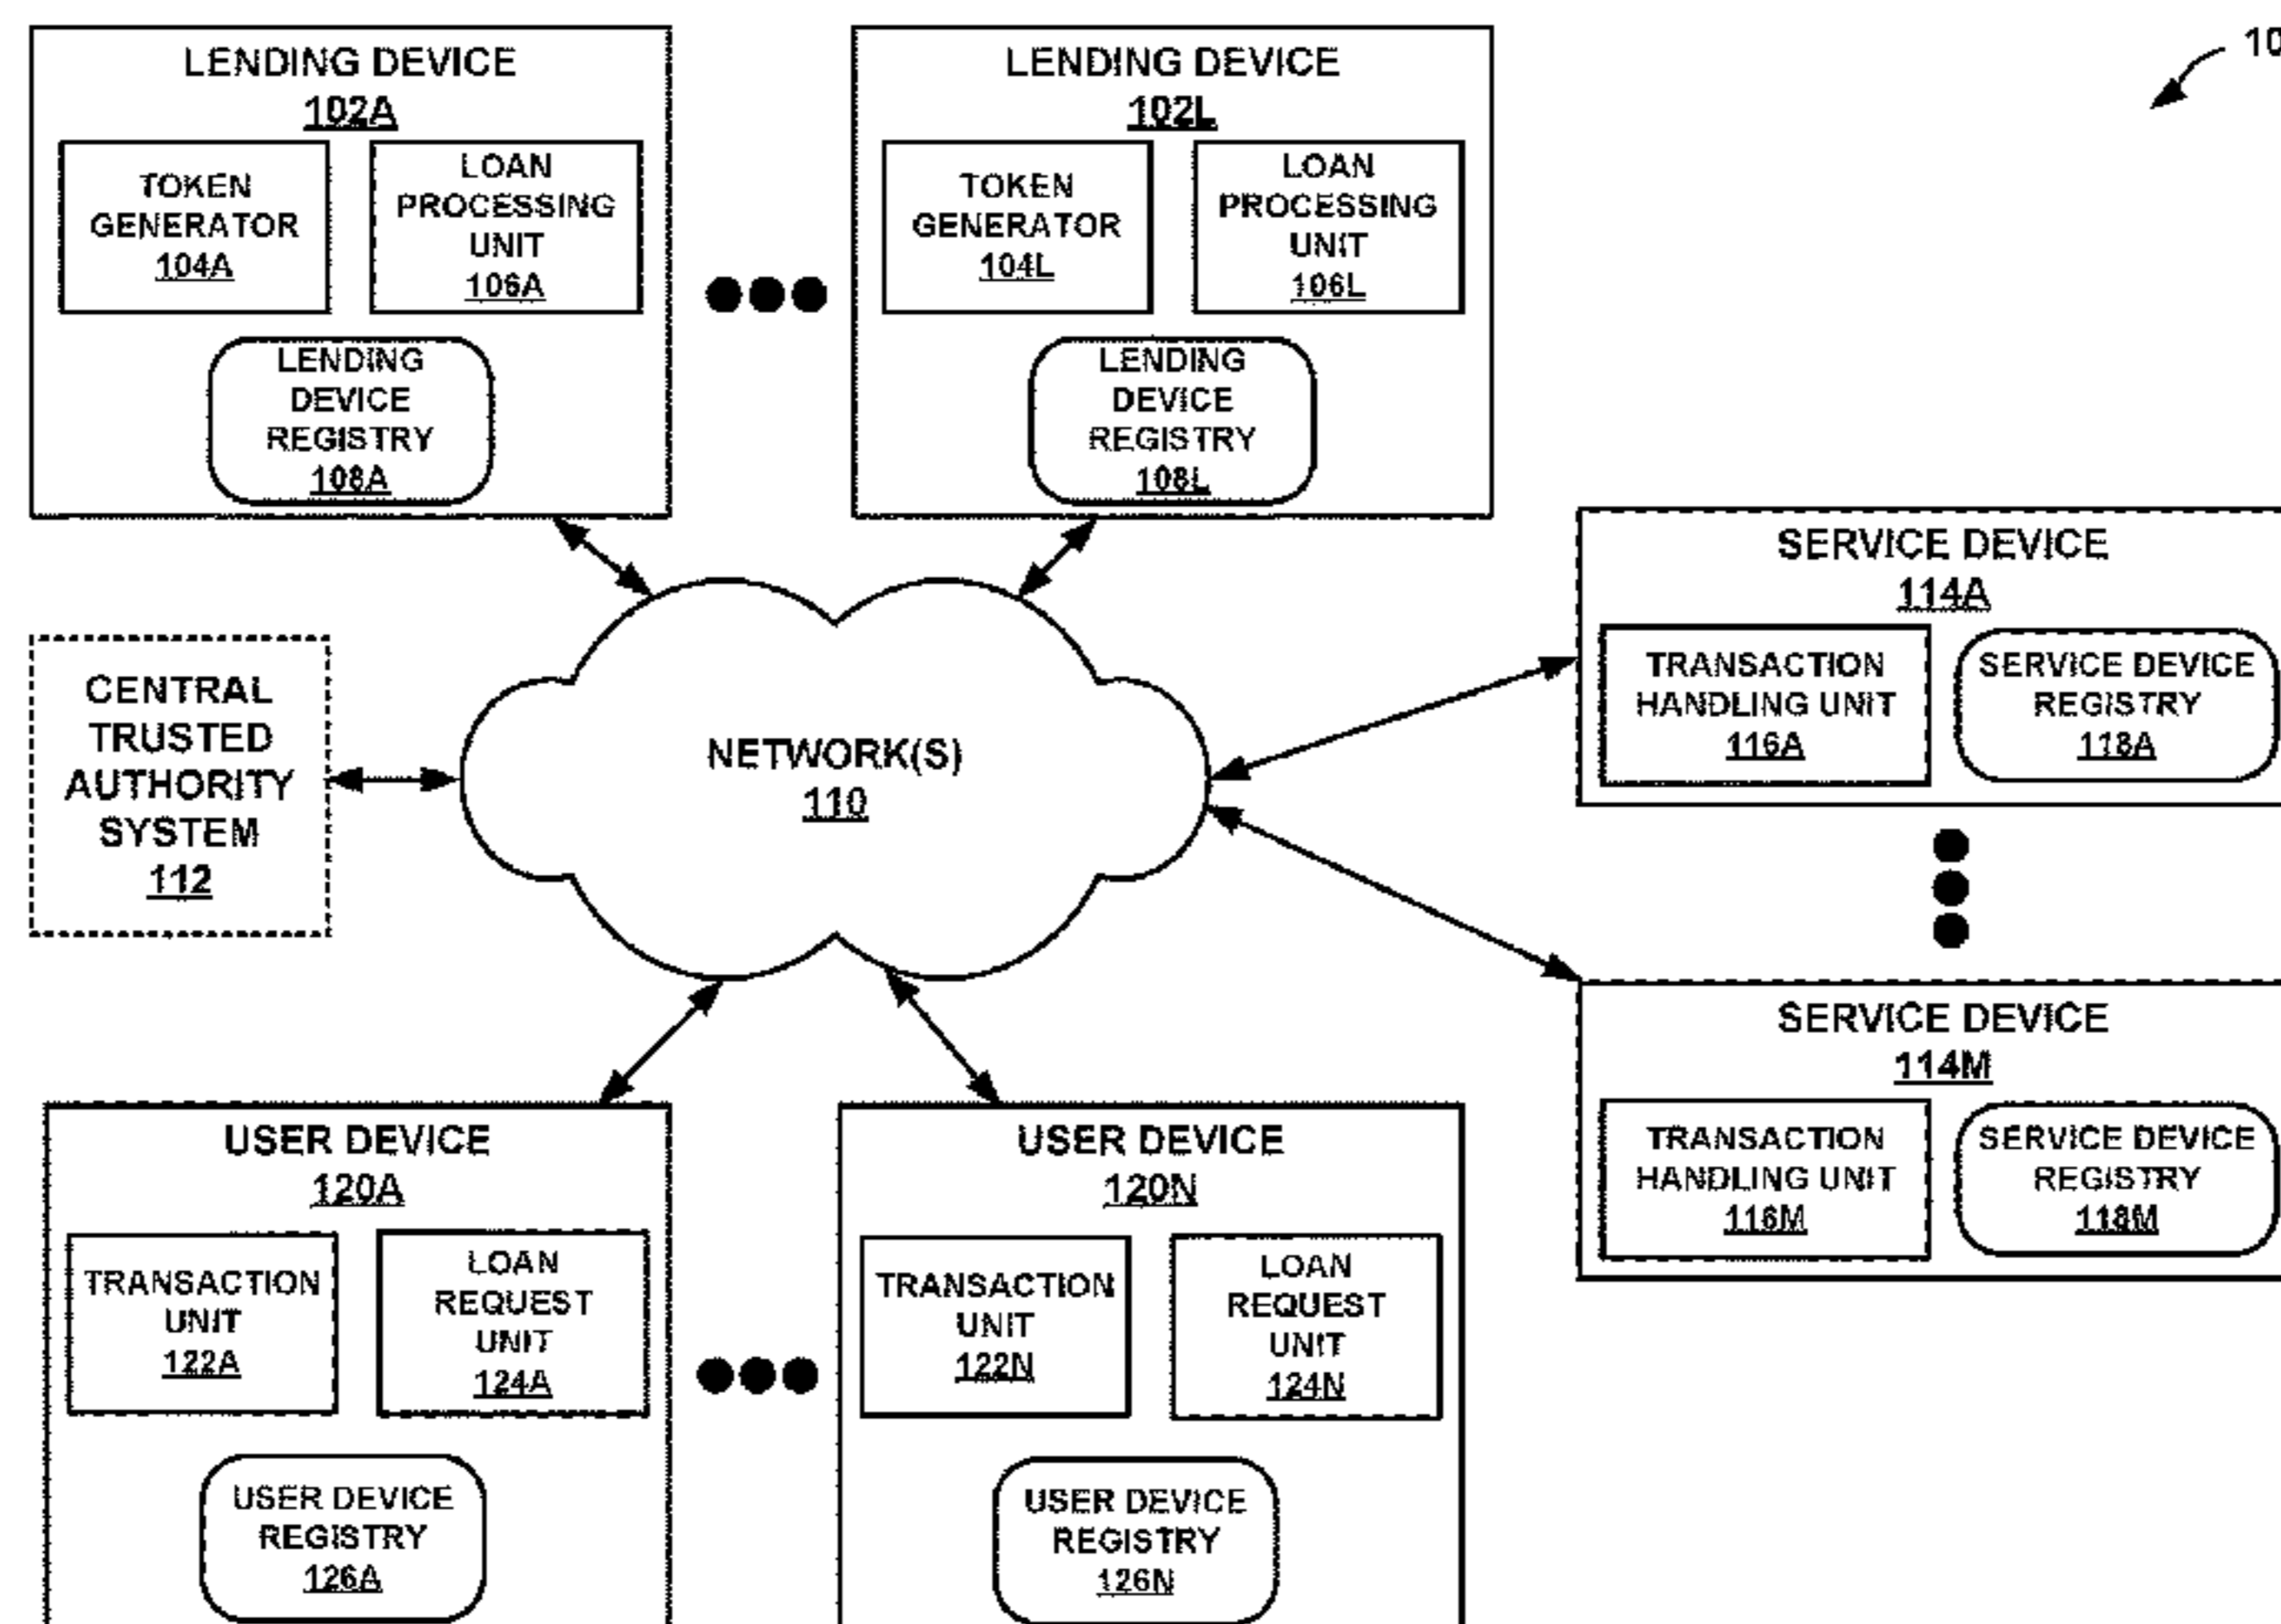 LENDING DEVICE
102A
TOKEN
GENERATOR
104A
LOAN
PROCESSING
UNIT
106A
LENDING
DEVICE
REGISTRY
108A
LENDING DEVICE
102L
TOKEN
GENERATOR
104L
LOAN
PROCESSING
UNIT
106L
LENDING
DEVICE
REGISTRY
108L
10
CENTRAL
TRUSTED
AUTHORITY
SYSTEM
112
NETWORK(S)
110
SERVICE DEVICE
114A
TRANSACTION
HANDLING UNIT
116A
SERVICE DEVICE
REGISTRY
118A
SERVICE DEVICE
114M
TRANSACTION
HANDLING UNIT
116M
SERVICE DEVICE
REGISTRY
118M
USER DEVICE
120A
TRANSACTION
UNIT
122A
LOAN
REQUEST
UNIT
124A
USER DEVICE
REGISTRY
126A
USER DEVICE
120N
TRANSACTION
UNIT
122N
LOAN
REQUEST
UNIT
124N
USER DEVICE
REGISTRY
126N